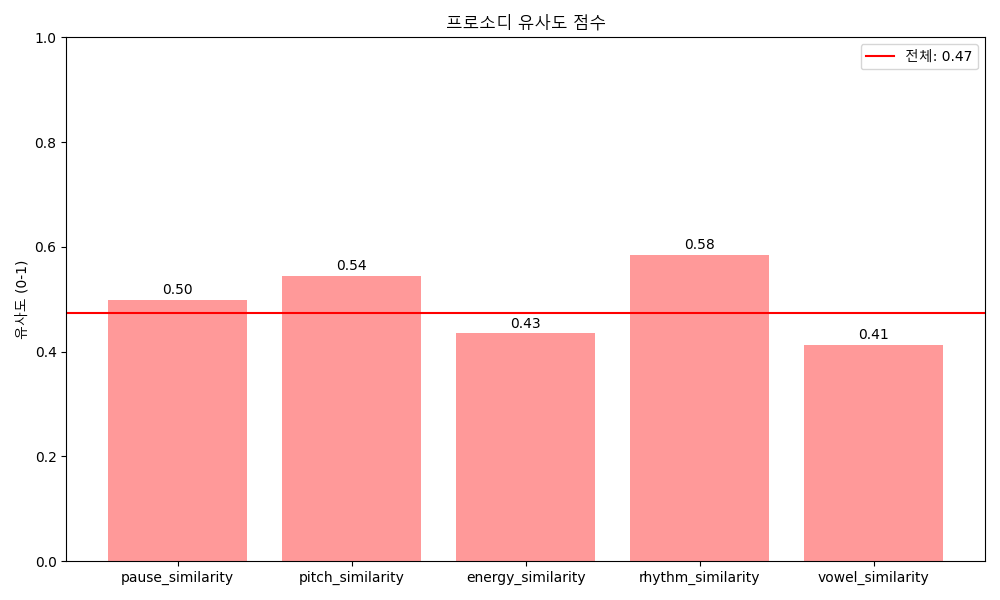 프로소디 유사도 점수
전체: 0.47
유사도 (0-1)
1.0
0.8
0.6
0.4
0.2
0.0
0.50
0.54
0.43
0.58
0.41
pause_similarity
pitch_similarity
energy_similarity
rhythm_similarity
vowel_similarity